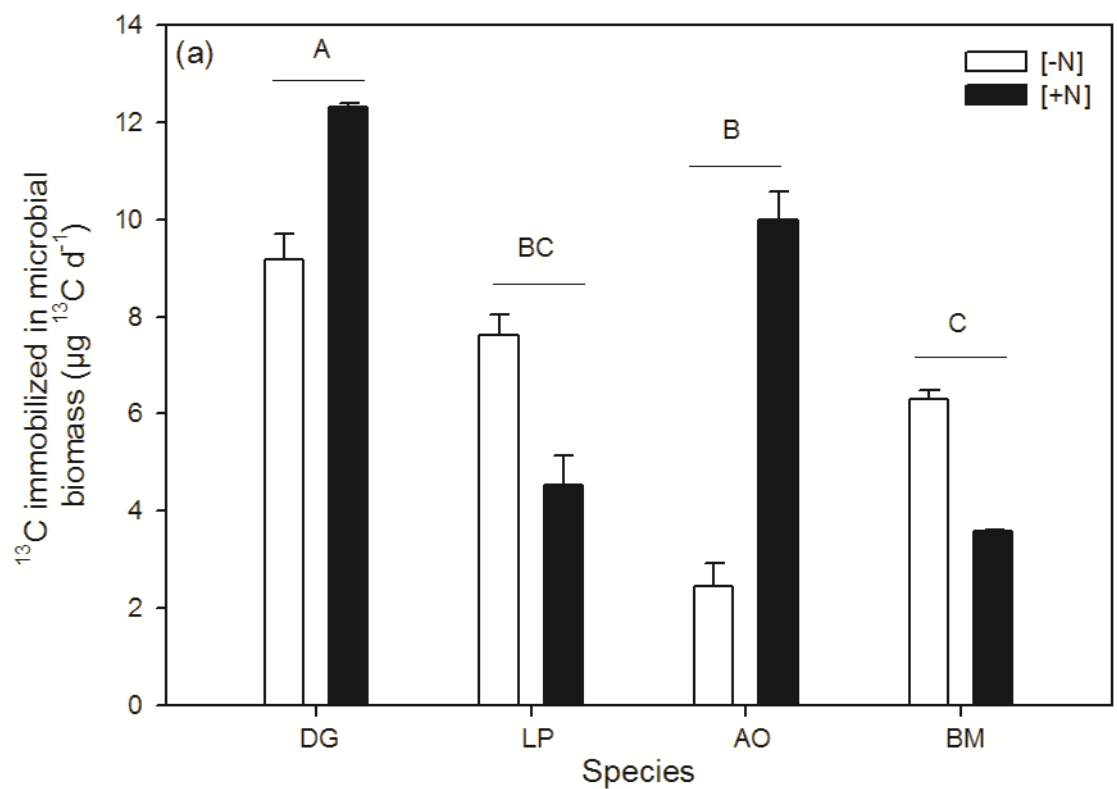 (a)
[-N]
[+N]
A
B
BC
C
14
12
10
8
6
4
2
0
¹³C immobilized in microbial
biomass (µg ¹³C d⁻¹)
DG LP AO BM
Species